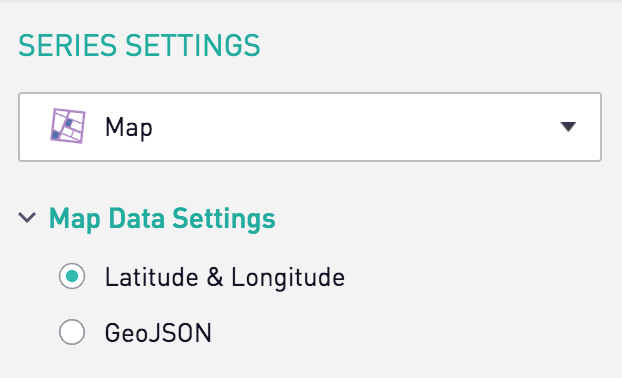 SERIES SETTINGS
Map
Map Data Settings
Latitude & Longitude
GeoJSON